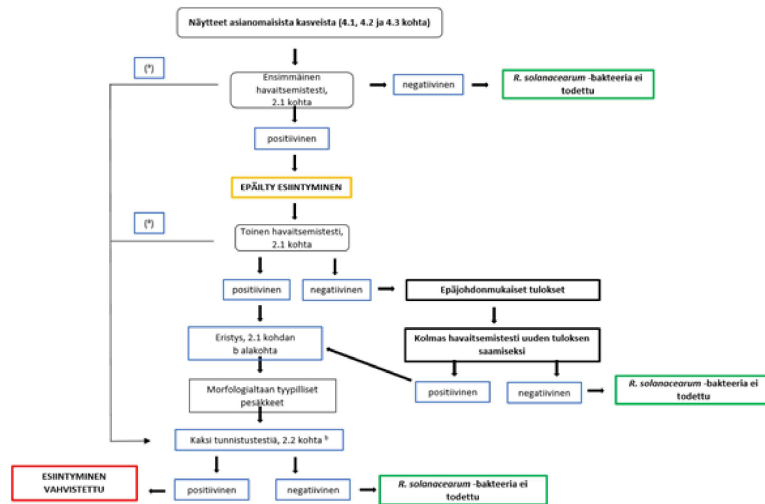 Näytteet asianomaisista kasveista (4.1, 4.2 ja 4.3 kohta)
(*)
Ensimmäinen
havaitsemistesti,
2.1 kohta
negatiivinen
R. solanacearum -bakteeria ei
todettu
positiivinen
EPÄILTY ESIINTYMINEN
(*)
Toinen havaitsemistesti,
2.1 kohta
positiivinen
negatiivinen
Epäjohdonmukaiset tulokset
Eristys, 2.1 kohdan
b alakohta
Kolmas havaitsemistesti uuden tuloksen
saamiseksi
Morfologialtaan tyypilliset
pesäkkeet
positiivinen
negatiivinen
R. solanacearum -bakteeria ei
todettu
Kaksi tunnistustestiä, 2.2 kohta b
ESIINTYMINEN
VAHVISTETTU
positiivinen
negatiivinen
R. solanacearum -bakteeria ei
todettu